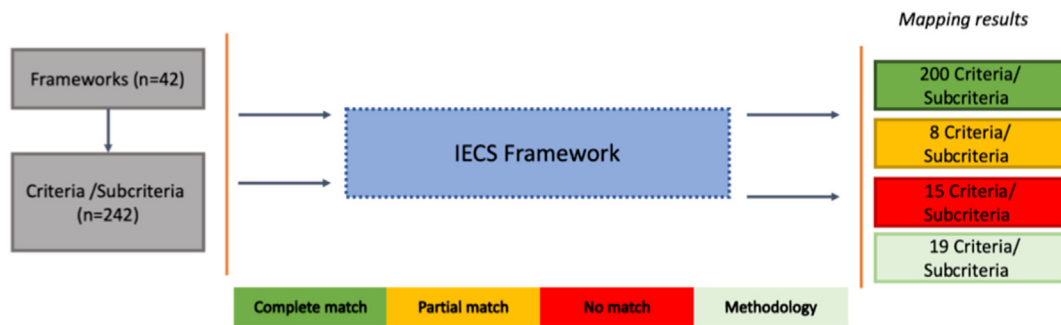 Mapping results
Frameworks (n=42)
Criteria /Subcriteria
(n=242)
IECS Framework
200 Criteria/
Subcriteria
8 Criteria/
Subcriteria
15 Criteria/
Subcriteria
19 Criteria/
Subcriteria
Complete match
Partial match
No match
Methodology